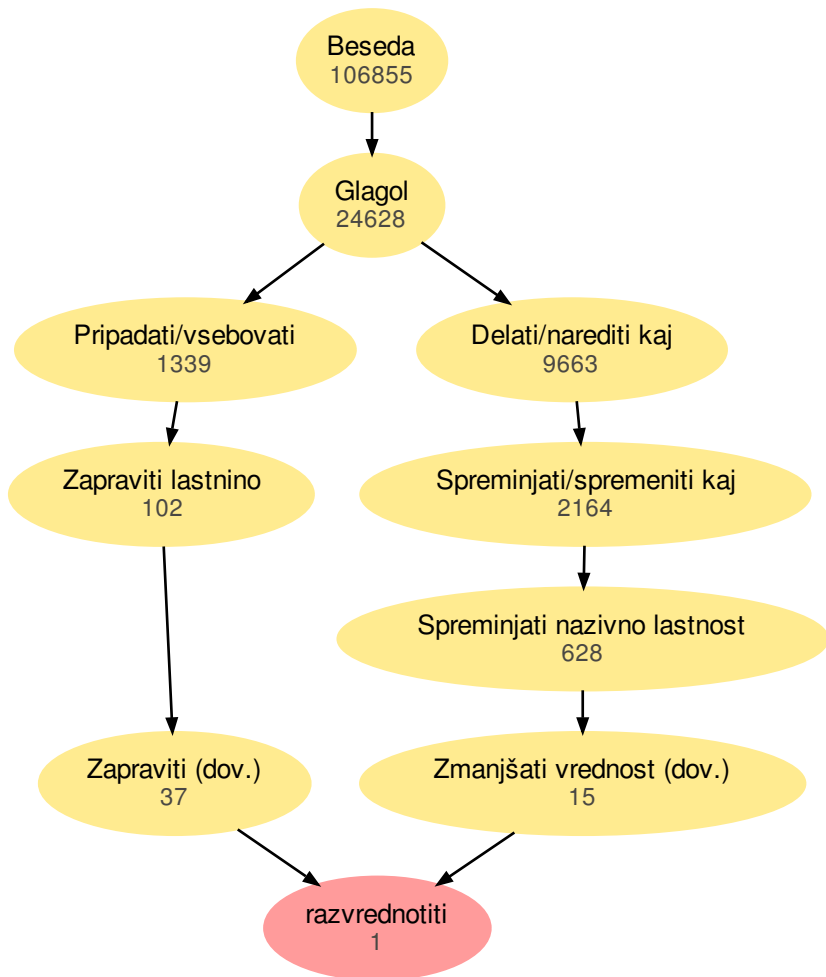 Beseda
106855
Glagol
24628
Pripadati/vsebovati
1339
Delati/narediti kaj
9663
Zapraviti lastnino
102
Spreminjati/spremeniti kaj
2164
Spreminjati nazivno lastnost
628
Zapraviti (dov.)
37
Zmanjšati vrednost (dov.)
15
razvrednotiti
1